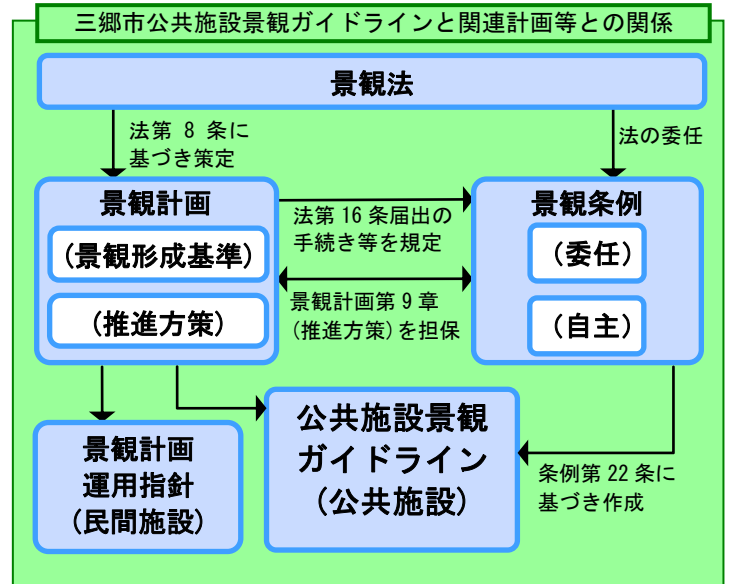 三郷市公共施設景観ガイドラインと関連計画等との関係
景観法
法第 8 条に
基づき策定
法の委任
景観計画
(景観形成基準)
(推進方策)
法第 16 条届出の
手続き等を規定
景観計画第 9 章
(推進方策)を担保
景観条例
(委任)
(自主)
景観計画
運用指針
(民間施設)
公共施設景観
ガイドライン
(公共施設)
条例第 22 条に
基づき作成